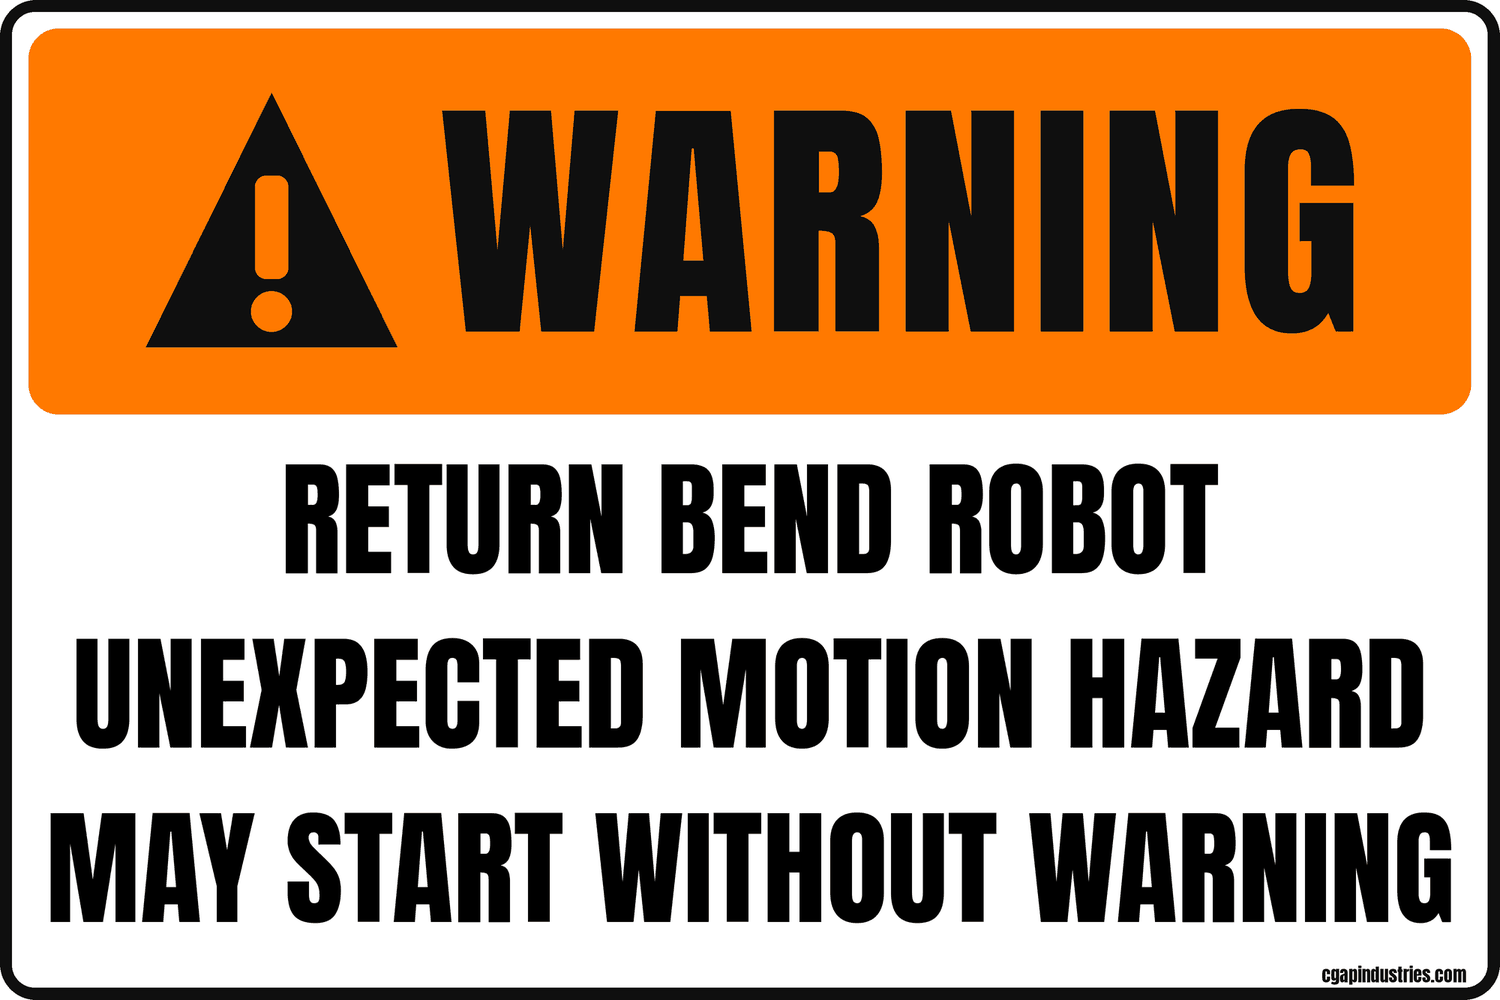 WARNING
RETURN BEND ROBOT
UNEXPECTED MOTION HAZARD
MAY START WITHOUT WARNING
cgapindustries.com